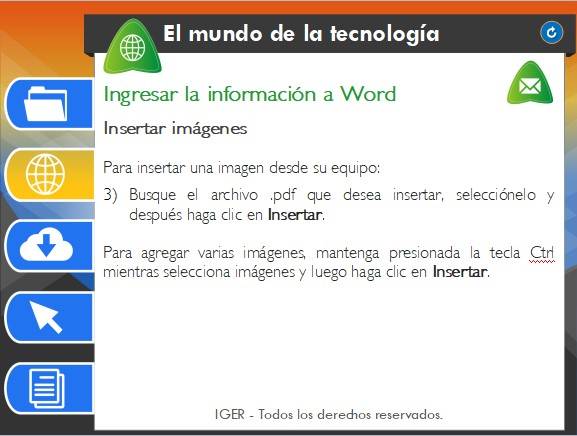 El mundo de la tecnología
Ingresar la información a Word
Insertar imágenes
Para insertar una imagen desde su equipo:
3) Busque el archivo .pdf que desea insertar, selecciónelo y
después haga clic en Insertar.
Para agregar varias imágenes, mantenga presionada la tecla Ctrl
mientras selecciona imágenes y luego haga clic en Insertar.
IGER - Todos los derechos reservados.